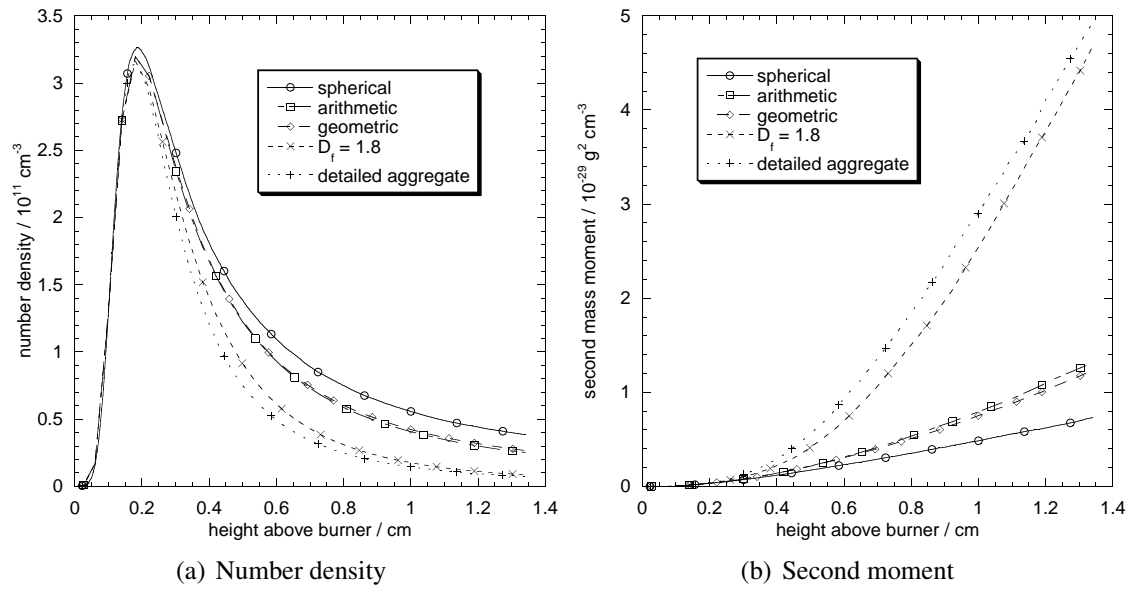 3.5
3
2.5
2
1.5
1
0.5
0
number density / 10¹¹ cm⁻³
spherical
arithmetic
geometric
D_f = 1.8
detailed aggregate
0 0.2 0.4 0.6 0.8 1.0 1.2 1.4
height above burner / cm
(a) Number density
5
4
3
2
1
0
second mass moment / 10⁻²⁹ g² cm⁻³
spherical
arithmetic
geometric
D_f = 1.8
detailed aggregate
0 0.2 0.4 0.6 0.8 1.0 1.2 1.4
height above burner / cm
(b) Second moment